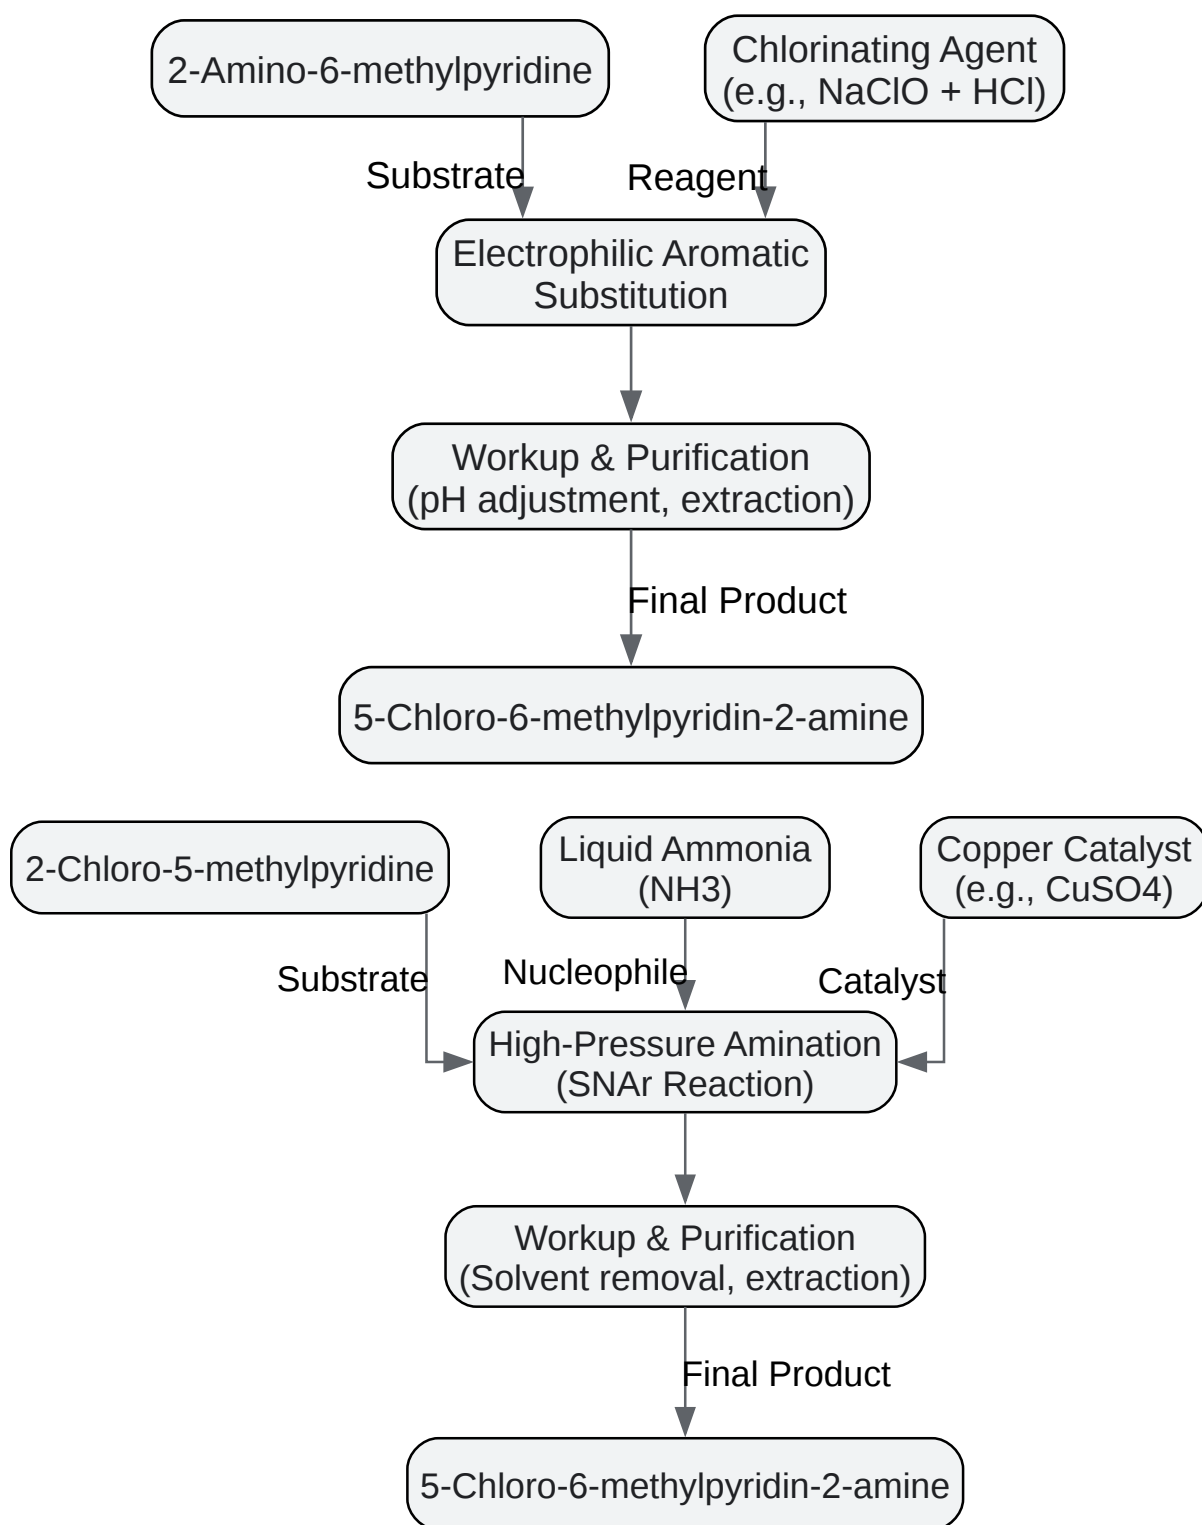 2-Amino-6-methylpyridine
Chlorinating Agent
(e.g., NaClO + HCl)
Substrate
Reagent
Electrophilic Aromatic
Substitution
Workup & Purification
(pH adjustment, extraction)
Final Product
5-Chloro-6-methylpyridin-2-amine
2-Chloro-5-methylpyridine
Liquid Ammonia
(NH3)
Copper Catalyst
(e.g., CuSO4)
Substrate
Nucleophile
Catalyst
High-Pressure Amination
(SNAr Reaction)
Workup & Purification
(Solvent removal, extraction)
Final Product
5-Chloro-6-methylpyridin-2-amine